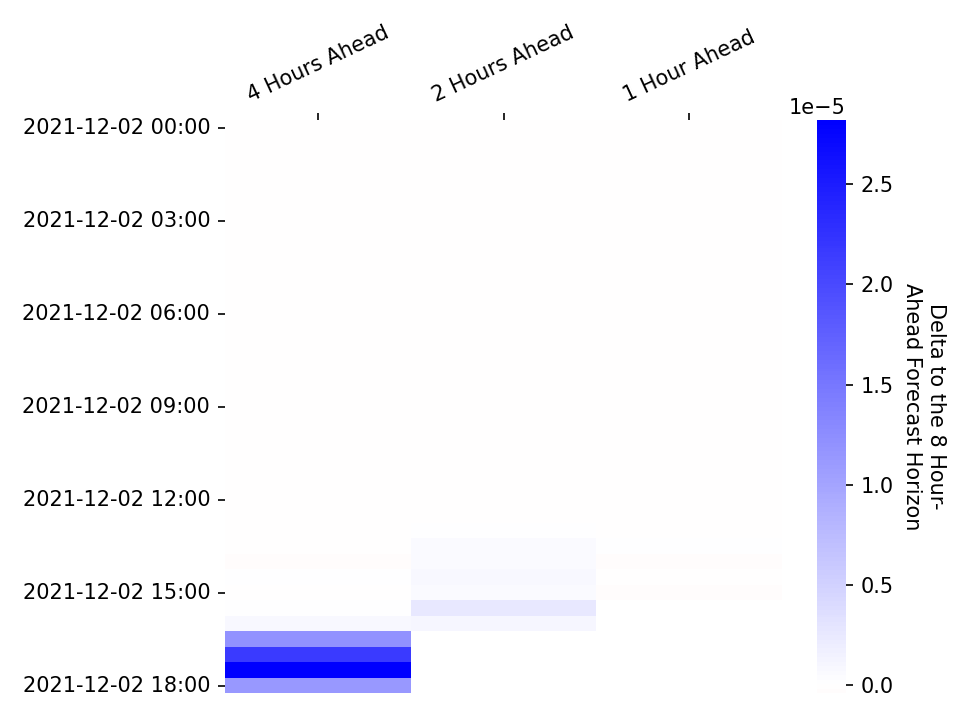 4 Hours Ahead
2 Hours Ahead
1 Hour Ahead
1e−5
2021-12-02 00:00
2021-12-02 03:00
2021-12-02 06:00
2021-12-02 09:00
2021-12-02 12:00
2021-12-02 15:00
2021-12-02 18:00
2.5
2.0
1.5
1.0
0.5
0.0
Delta to the 8 Hour-
Ahead Forecast Horizon